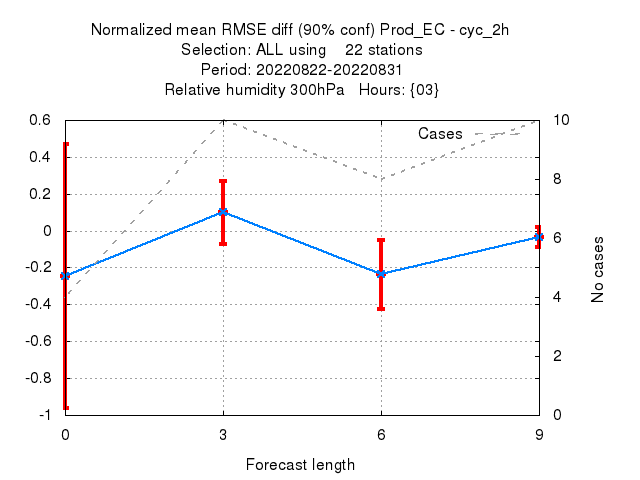 Normalized mean RMSE diff (90% conf) Prod_EC - cyc_2h
Selection: ALL using    22 stations
Period: 20220822-20220831
Relative humidity 300hPa   Hours: {03}
Cases
0.6
0.4
0.2
0
-0.2
-0.4
-0.6
-0.8
-1
10
8
6
4
2
0
No cases
0 3 6 9
Forecast length